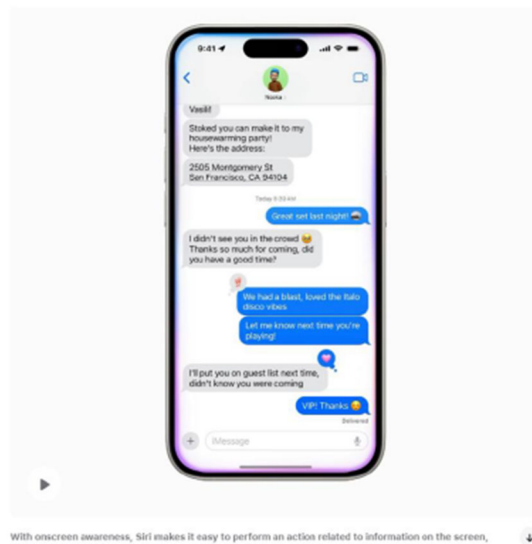 9:41
Vasili!
Stoked you can make it to my
housewarming party!
Here's the address:
2505 Montgomery St
San Francisco, CA 94104
Today 9:39 AM
Great set last night!
I didn't see you in the crowd
Thanks so much for coming, did
you have a good time?
We had a blast, loved the Italo
disco vibes
Let me know next time you're
playing!
I'll put you on guest list next time,
didn't know you were coming
VIP! Thanks
Delivered
iMessage
With onscreen awareness, Siri makes it easy to perform an action related to information on the screen,